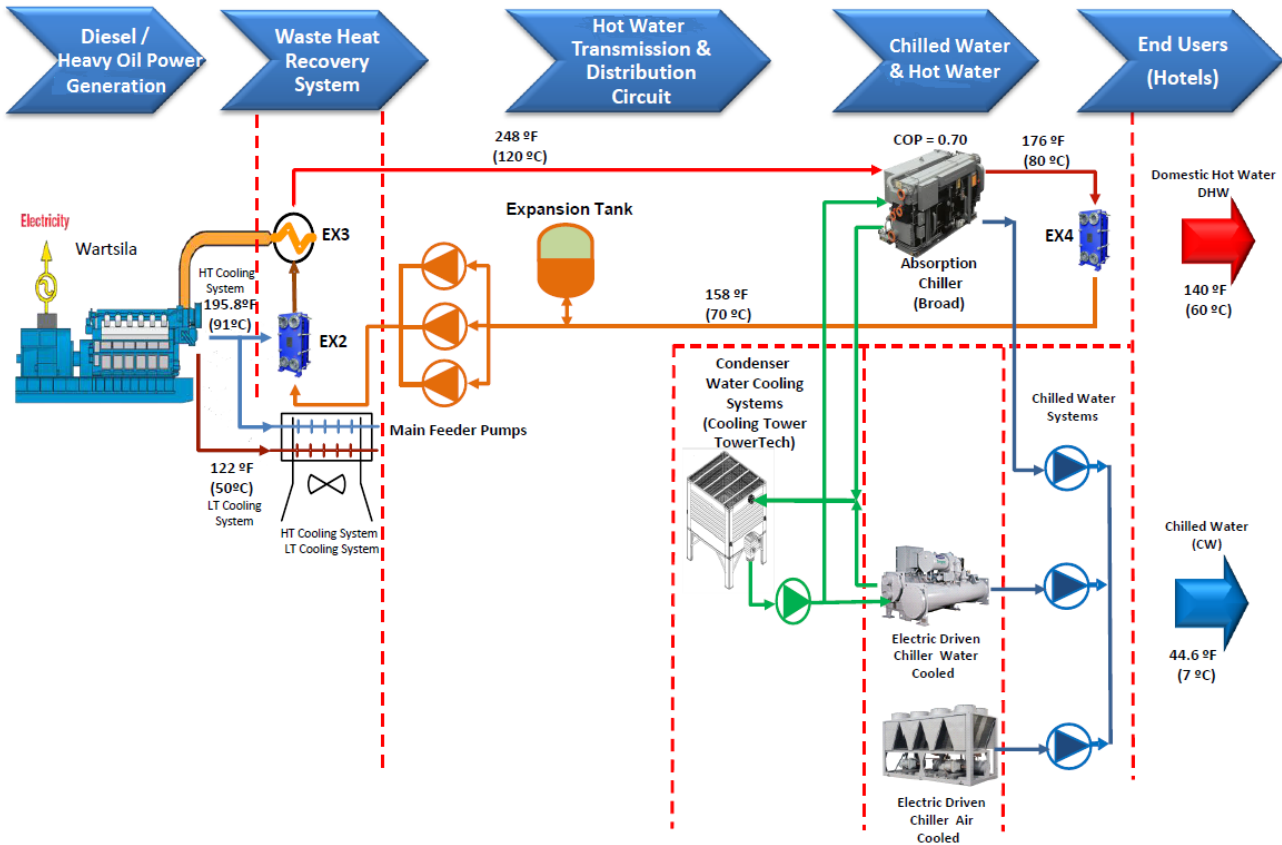 Diesel /
Heavy Oil Power
Generation
Waste Heat
Recovery
System
Hot Water
Transmission &
Distribution
Circuit
Chilled Water
& Hot Water
End Users
(Hotels)
248 ºF
(120 ºC)
COP = 0.70
176 ºF
(80 ºC)
Domestic Hot Water
DHW
Electricity
Wartsila
EX3
Expansion Tank
EX4
HT Cooling
System
195.8ºF
(91ºC)
Absorption
Chiller
(Broad)
140 ºF
(60 ºC)
158 ºF
(70 ºC)
EX2
Condenser
Water Cooling
Systems
(Cooling Tower
TowerTech)
Chilled Water
Systems
Main Feeder Pumps
122 ºF
(50ºC)
LT Cooling
System
HT Cooling System
LT Cooling System
Chilled Water
(CW)
Electric Driven
Chiller Water
Cooled
44.6 ºF
(7 ºC)
Electric Driven
Chiller Air
Cooled